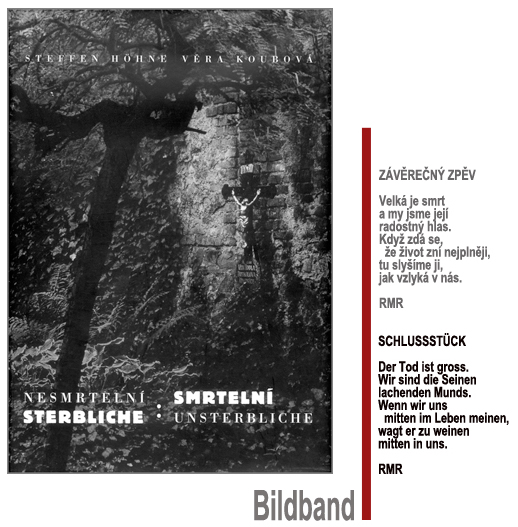 STEFFEN HÖHNE VĚRA KOUBOVÁ
NESMRTELNÍ : SMRTELNÍ
STERBLICHE UNSTERBLICHE
ZÁVĚREČNÝ ZPĚV
Velká je smrt
a my jsme její
radostný hlas.
Když zdá se,
že život zní nejplněji,
tu slyšíme ji,
jak vzlyká v nás.
RMR
SCHLUSSSTÜCK
Der Tod ist gross.
Wir sind die Seinen
lachenden Munds.
Wenn wir uns
mitten im Leben meinen,
wagt er zu weinen
mitten in uns.
RMR
Bildband